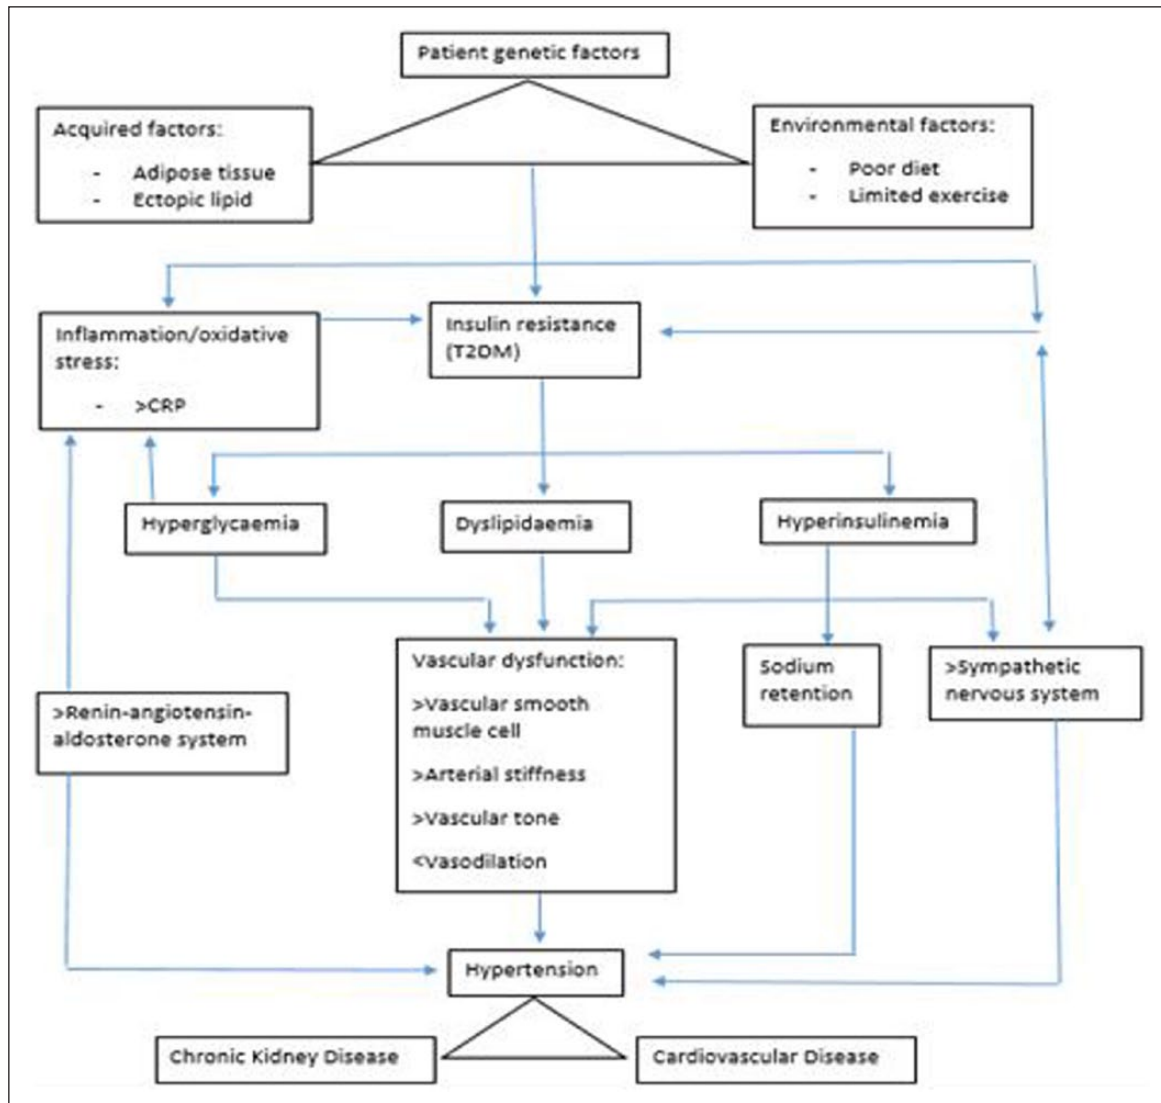 Patient genetic factors
Acquired factors:
- Adipose tissue
- Ectopic lipid
Environmental factors:
- Poor diet
- Limited exercise
Inflammation/oxidative
stress:
- >CRP
Insulin resistance
(T2DM)
Hyperglycaemia
Dyslipidaemia
Hyperinsulinemia
>Renin-angiotensin-
aldosterone system
Vascular dysfunction:
>Vascular smooth
muscle cell
>Arterial stiffness
>Vascular tone
<Vasodilation
Sodium
retention
>Sympathetic
nervous system
Hypertension
Chronic Kidney Disease
Cardiovascular Disease